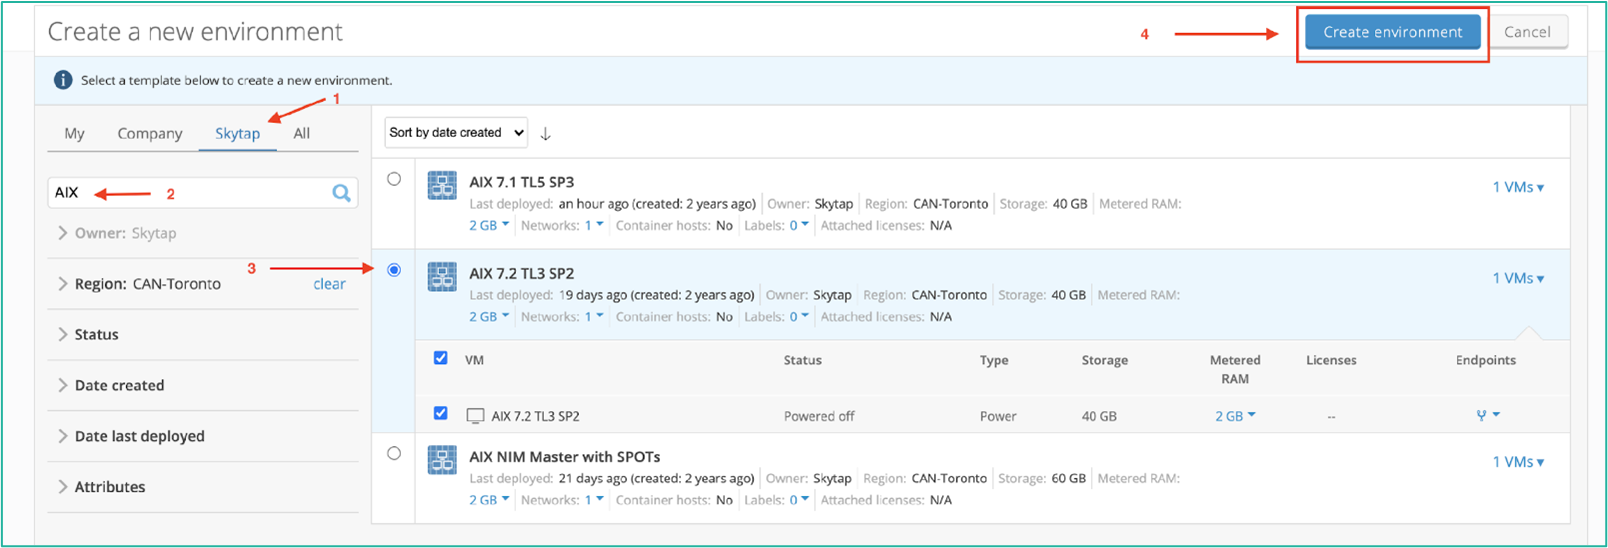 Create a new environment
4
Create environment
Cancel
Select a template below to create a new environment.
1
My Company Skytap All
AIX
2
Owner: Skytap
3
Region: CAN-Toronto clear
Status
Date created
Date last deployed
Attributes
Sort by date created
AIX 7.1 TL5 SP3
1 VMs
Last deployed: an hour ago (created: 2 years ago) Owner: Skytap Region: CAN-Toronto Storage: 40 GB Metered RAM:
2 GB Networks: 1 Container hosts: No Labels: 0 Attached licenses: N/A
AIX 7.2 TL3 SP2
1 VMs
Last deployed: 19 days ago (created: 2 years ago) Owner: Skytap Region: CAN-Toronto Storage: 40 GB Metered RAM:
2 GB Networks: 1 Container hosts: No Labels: 0 Attached licenses: N/A
VM Status Type Storage Metered RAM Licenses Endpoints
AIX 7.2 TL3 SP2 Powered off Power 40 GB 2 GB --
AIX NIM Master with SPOTs
1 VMs
Last deployed: 21 days ago (created: 2 years ago) Owner: Skytap Region: CAN-Toronto Storage: 60 GB Metered RAM:
2 GB Networks: 1 Container hosts: No Labels: 0 Attached licenses: N/A